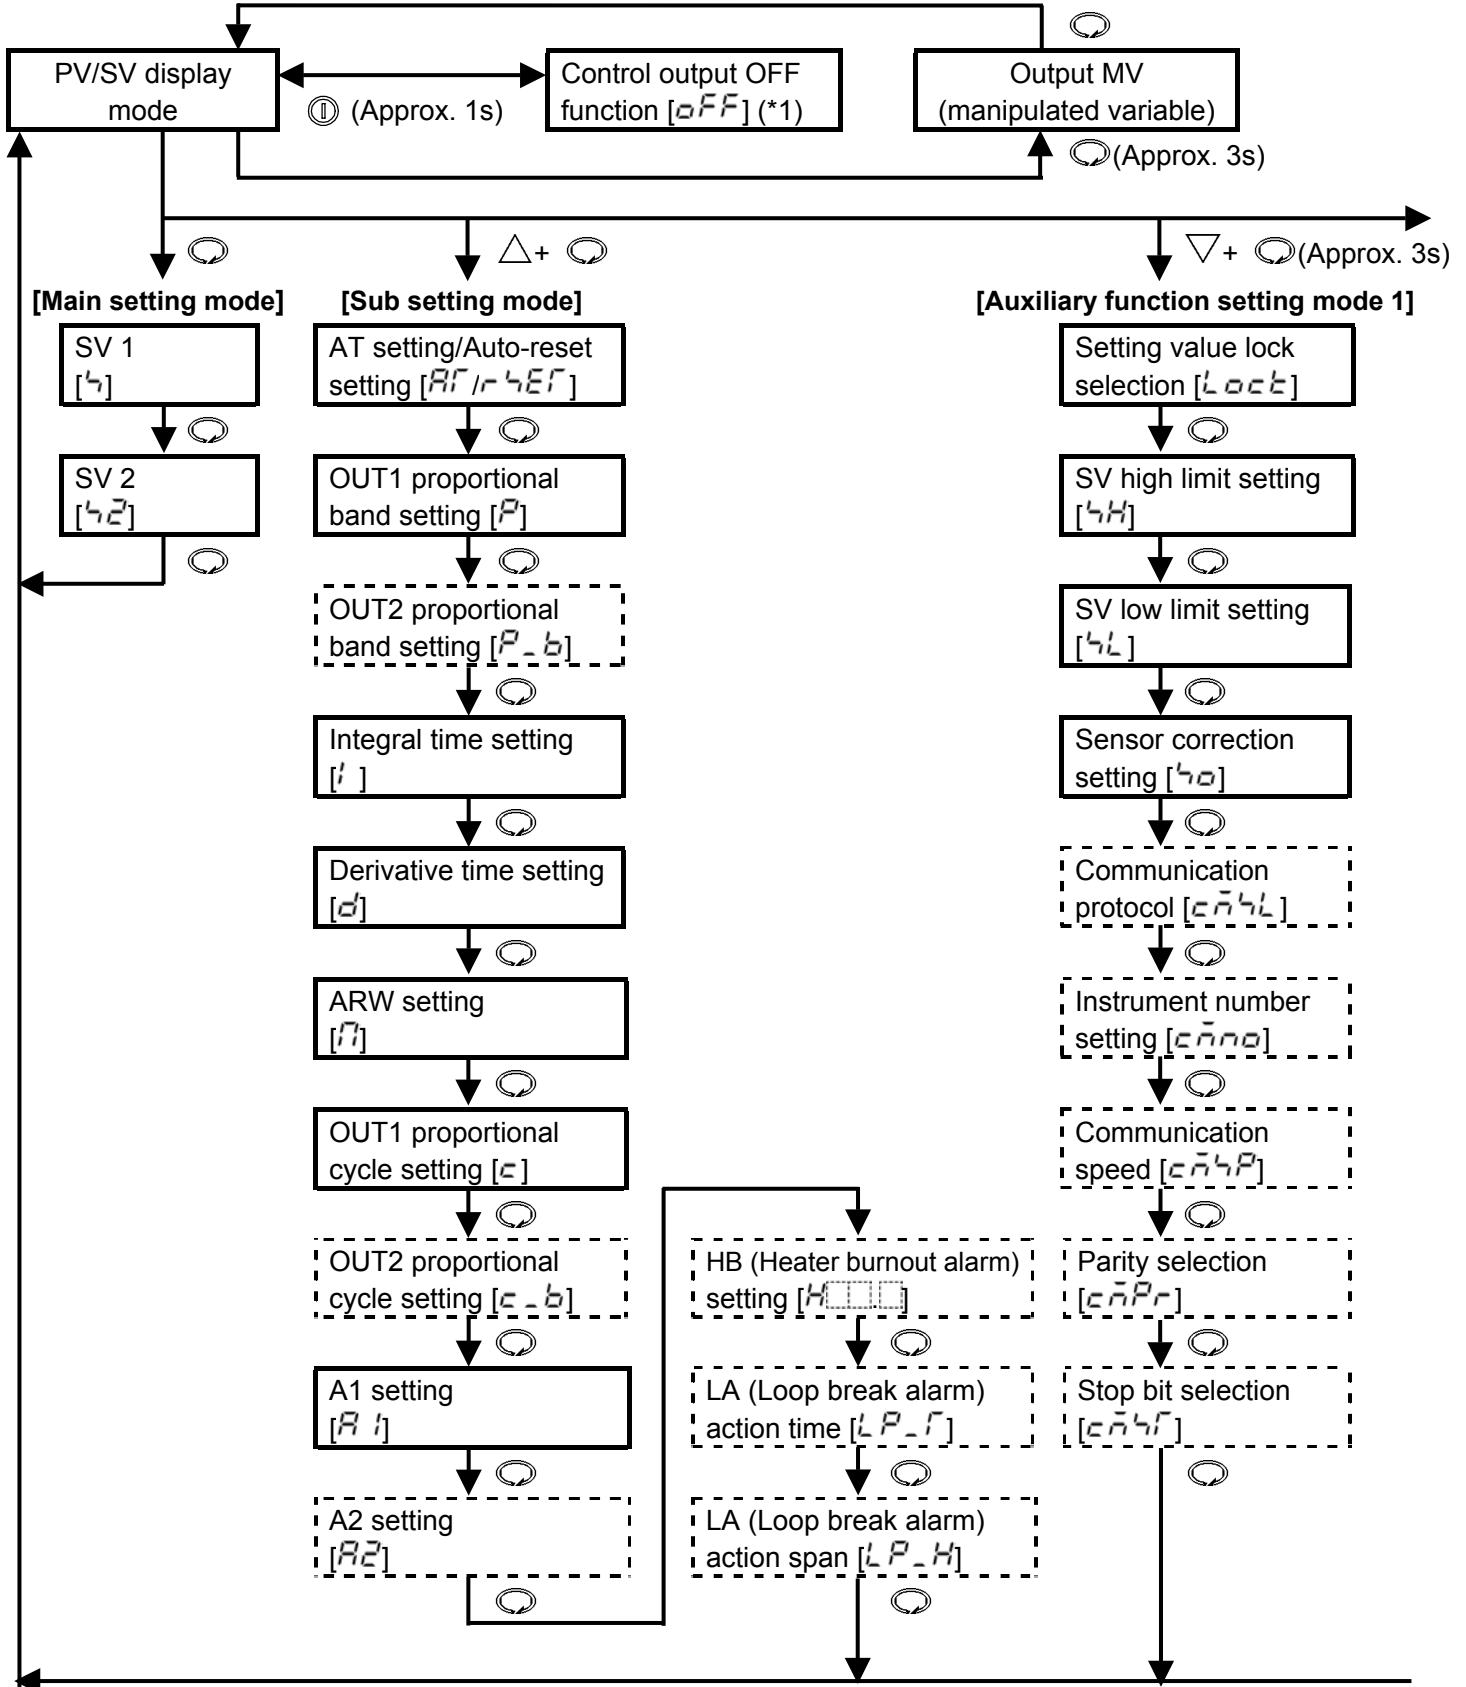 PV/SV display
mode
(Approx. 1s)
Control output OFF
function [oFF] (*1)
Output MV
(manipulated variable)
(Approx. 3s)
△+
▽+ (Approx. 3s)
[Main setting mode]
SV 1
[S]
SV 2
[S2]
[Sub setting mode]
AT setting/Auto-reset
setting [AT/rSET]
OUT1 proportional
band setting [P]
OUT2 proportional
band setting [P_b]
Integral time setting
[I ]
Derivative time setting
[d]
ARW setting
[]
OUT1 proportional
cycle setting [c]
OUT2 proportional
cycle setting [c_b]
A1 setting
[A1]
A2 setting
[A2]
HB (Heater burnout alarm)
setting [H . ]
LA (Loop break alarm)
action time [LP_T]
LA (Loop break alarm)
action span [LP_H]
[Auxiliary function setting mode 1]
Setting value lock
selection [Lock]
SV high limit setting
[SH]
SV low limit setting
[SL]
Sensor correction
setting [So]
Communication
protocol [cmSL]
Instrument number
setting [cmno]
Communication
speed [cmSP]
Parity selection
[cmPr]
Stop bit selection
[cmST]